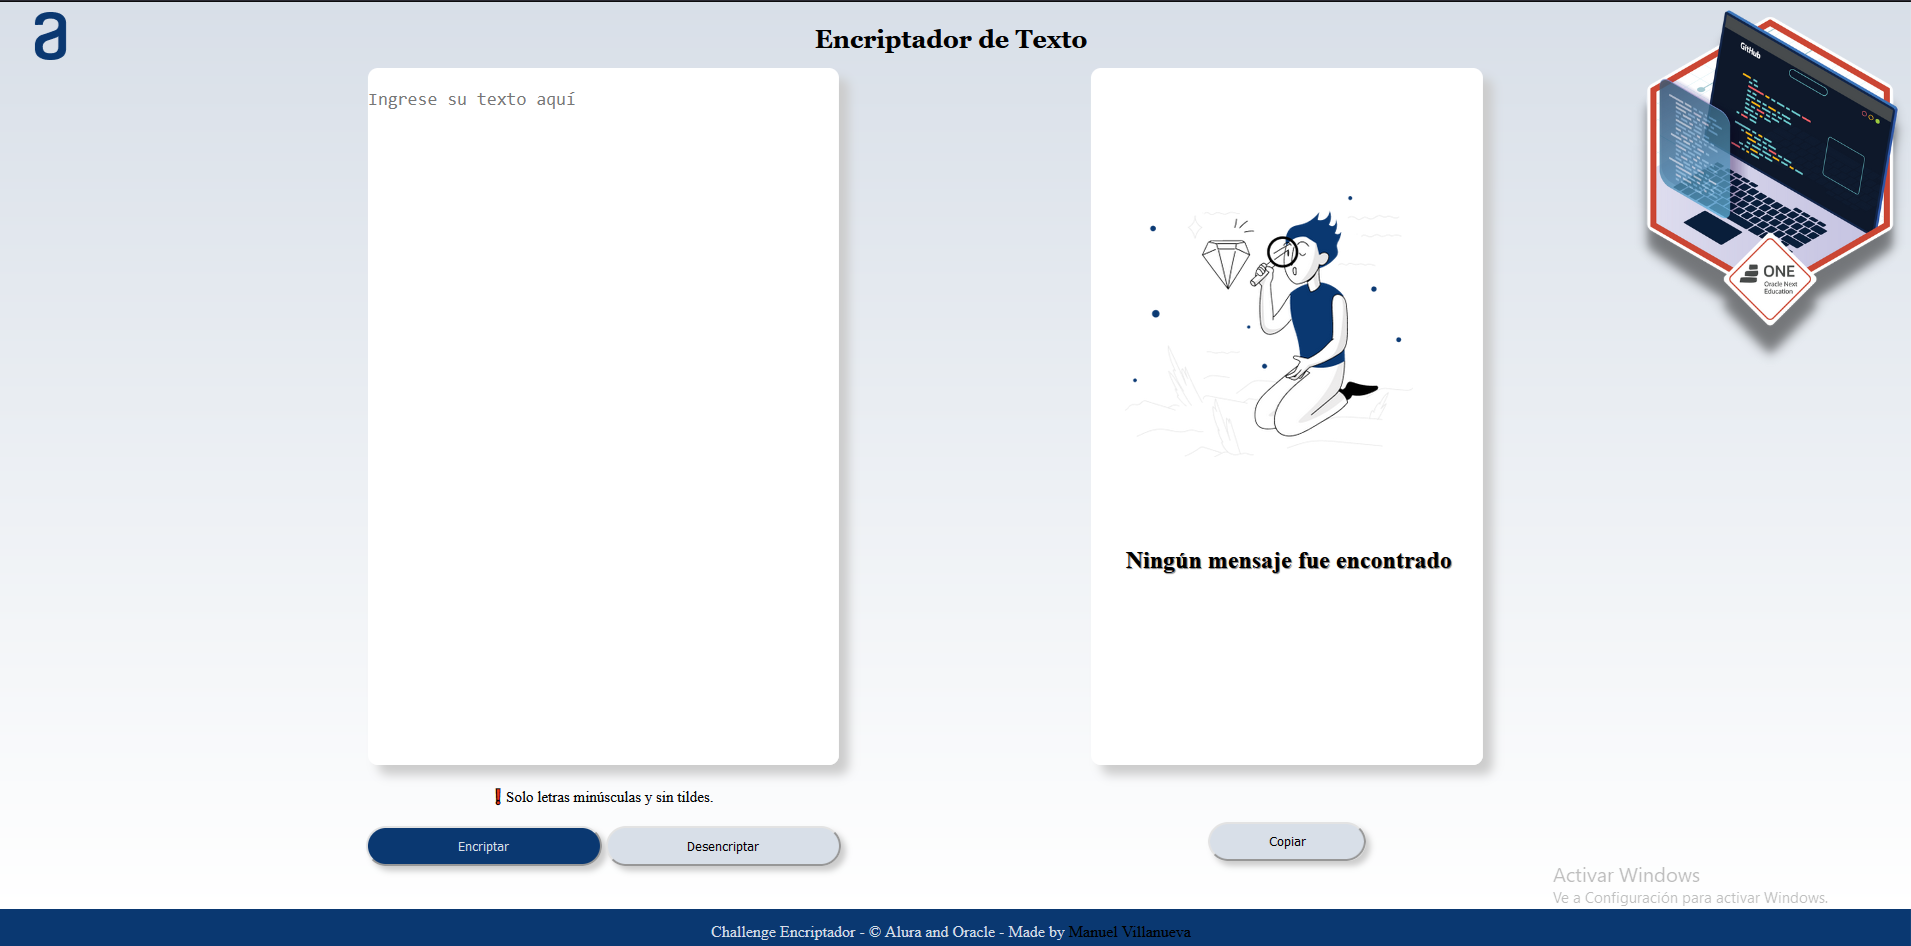 a
Encriptador de Texto
GitHub
Ingrese su texto aquí
ONE
Oracle Next
Education
Ningún mensaje fue encontrado
❗Solo letras minúsculas y sin tildes.
Encriptar
Desencriptar
Copiar
Activar Windows
Ve a Configuración para activar Windows.
Challenge Encriptador - © Alura and Oracle - Made by Manuel Villanueva